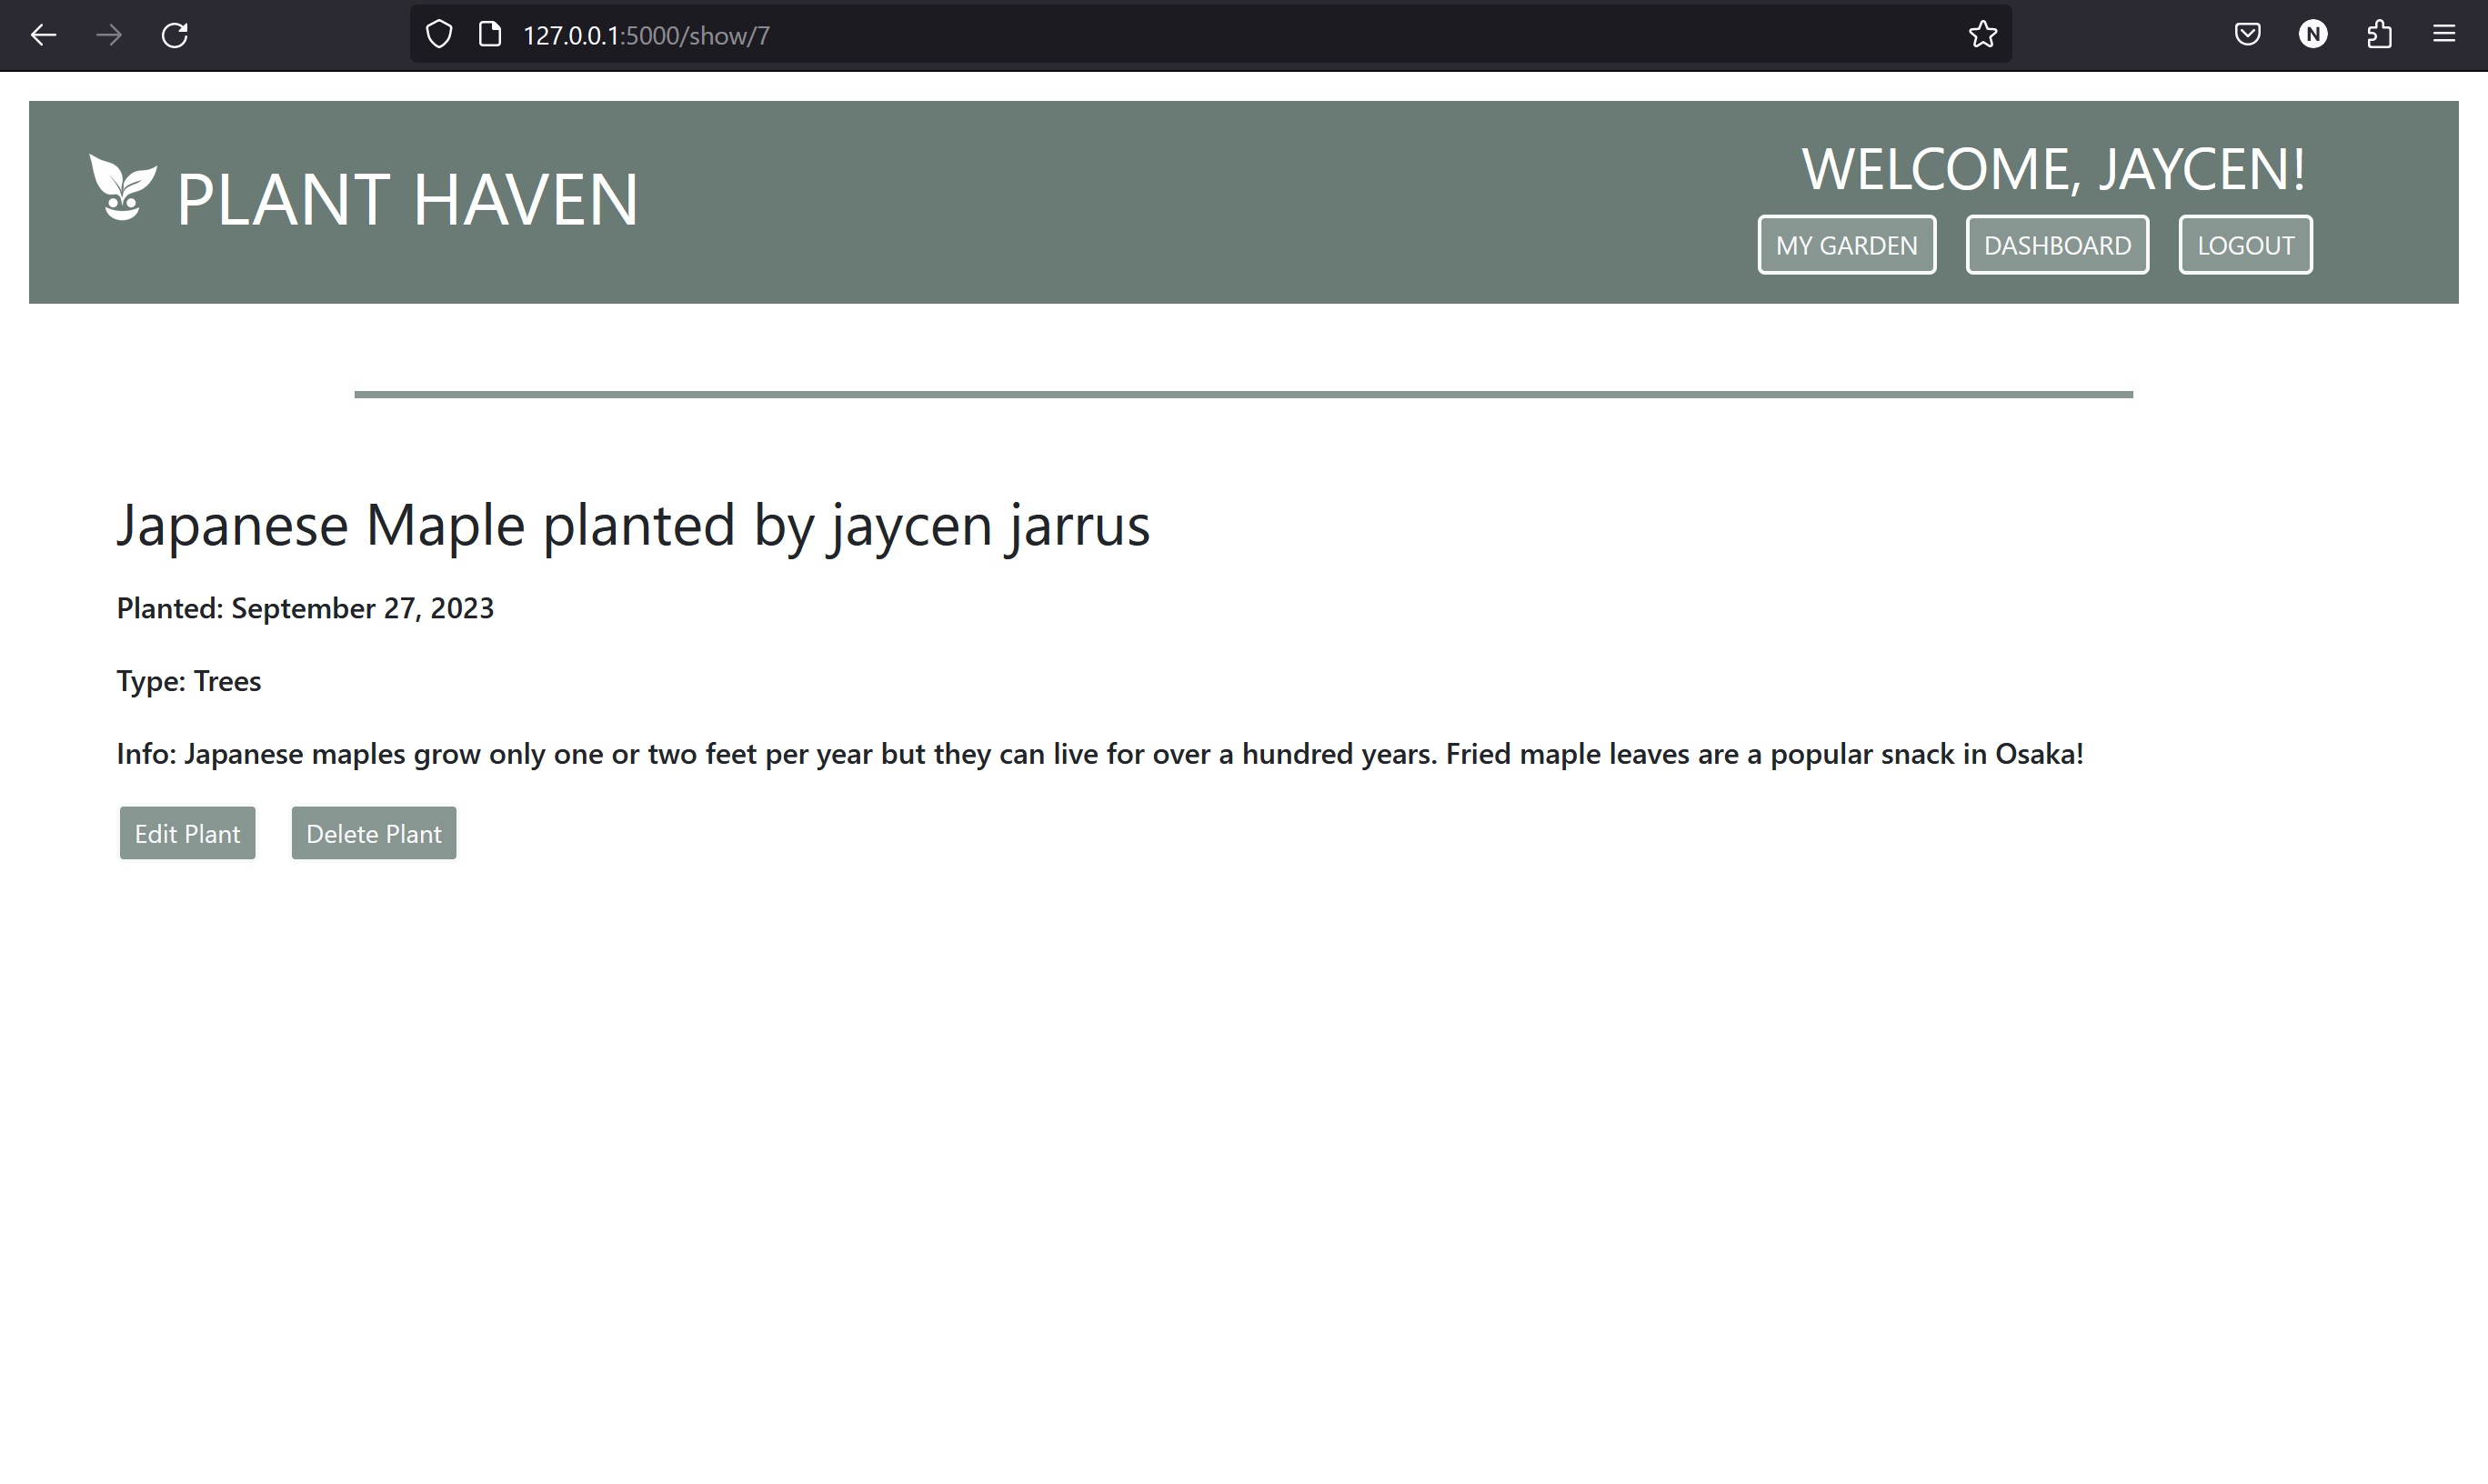 127.0.0.1:5000/show/7
N
PLANT HAVEN
WELCOME, JAYCEN!
MY GARDEN DASHBOARD LOGOUT
Japanese Maple planted by jaycen jarrus
Planted: September 27, 2023
Type: Trees
Info: Japanese maples grow only one or two feet per year but they can live for over a hundred years. Fried maple leaves are a popular snack in Osaka!
Edit Plant Delete Plant